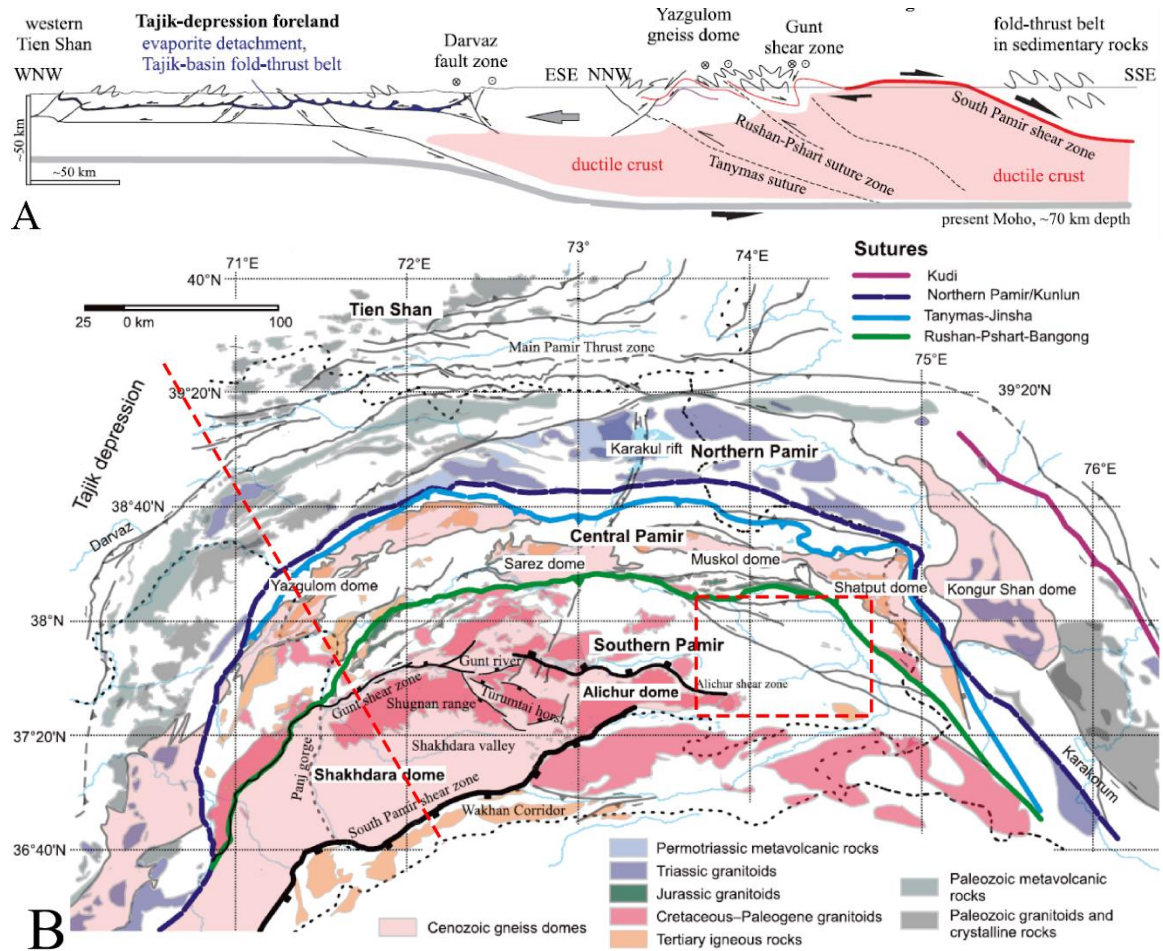 western
Tien Shan
WNW
Tajik-depression foreland
evaporite detachment,
Tajik-basin fold-thrust belt
Darvaz
fault zone
ESE
NNW
Yazgulom
gneiss dome
Gunt
shear zone
fold-thrust belt
in sedimentary rocks
SSE
~50 km
~50 km
ductile crust
Rushan-Pshart suture zone
Tanymas suture
South Pamir shear zone
ductile crust
present Moho, ~70 km depth
A
71°E
72°E
73°
74°E
75°E
76°E
40°N
39°20'N
39°20'N
38°40'N
38°N
37°20'N
36°40'N
25 0 km 100
Sutures
Kudi
Northern Pamir/Kunlun
Tanymas-Jinsha
Rushan-Pshart-Bangong
Tien Shan
Main Pamir Thrust zone
Tajik depression
Karakul rift
Northern Pamir
Darvaz
Central Pamir
Yazgulom dome
Sarez dome
Muskol dome
Shatput dome
Kongur Shan dome
Southern Pamir
Gunt river
Gunt shear zone
Alichur dome
Alichur shear zone
Shugnan range
Turumtai horst
Panj gorge
Shakhdara valley
Shakhdara dome
South Pamir shear zone
Wakhan Corridor
Karakorum
B
Cenozoic gneiss domes
Permotriassic metavolcanic rocks
Triassic granitoids
Jurassic granitoids
Cretaceous–Paleogene granitoids
Tertiary igneous rocks
Paleozoic metavolcanic
rocks
Paleozoic granitoids and
crystalline rocks